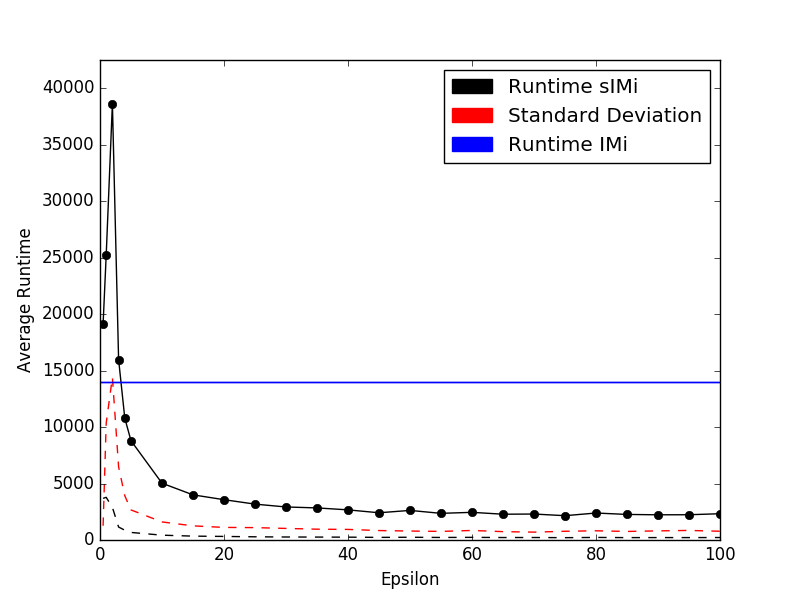 Runtime sIMi
Standard Deviation
Runtime IMi
Average Runtime
40000
35000
30000
25000
20000
15000
10000
5000
0
0 20 40 60 80 100
Epsilon